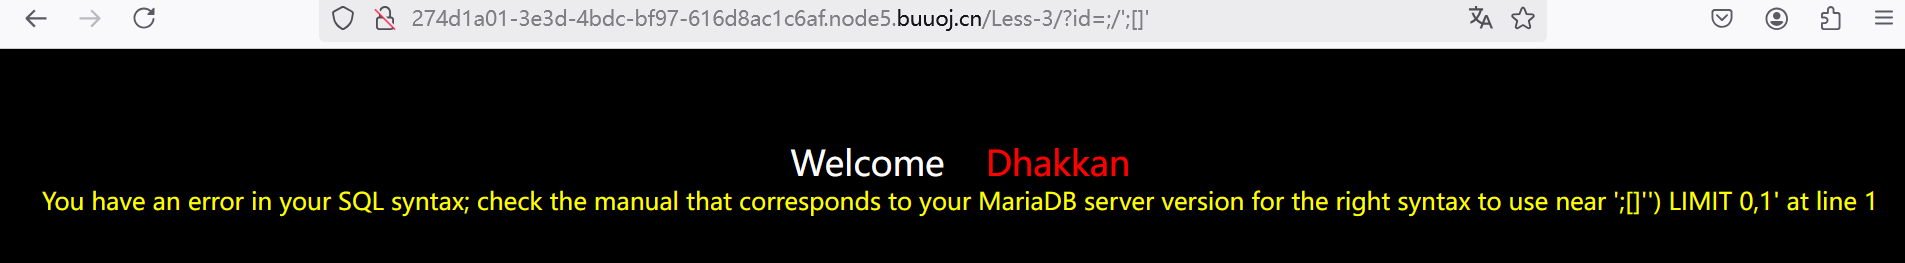 274d1a01-3e3d-4bdc-bf97-616d8ac1c6af.node5.buuoj.cn/Less-3/?id=;/';[]'
Welcome Dhakkan
You have an error in your SQL syntax; check the manual that corresponds to your MariaDB server version for the right syntax to use near ';[]'') LIMIT 0,1' at line 1